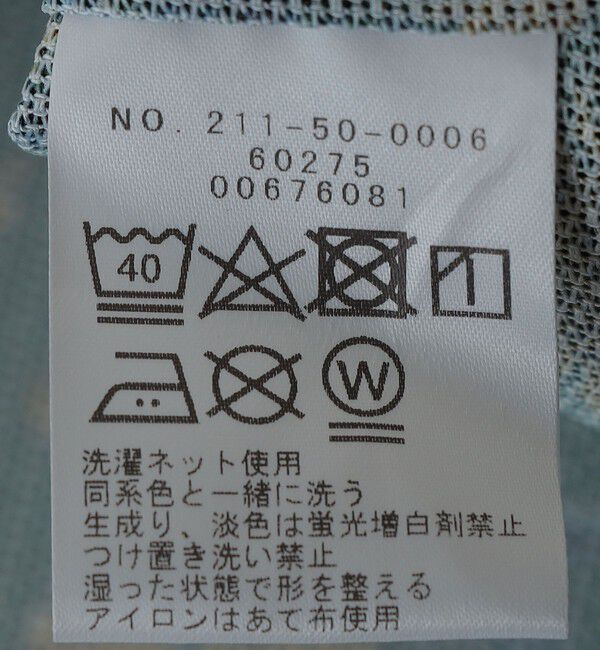 NO. 211-50-0006
60275
00676081
40
W
洗濯ネット使用
同系色と一緒に洗う
生成り、淡色は蛍光増白剤禁止
つけ置き洗い禁止
湿った状態で形を整える
アイロンはあて布使用